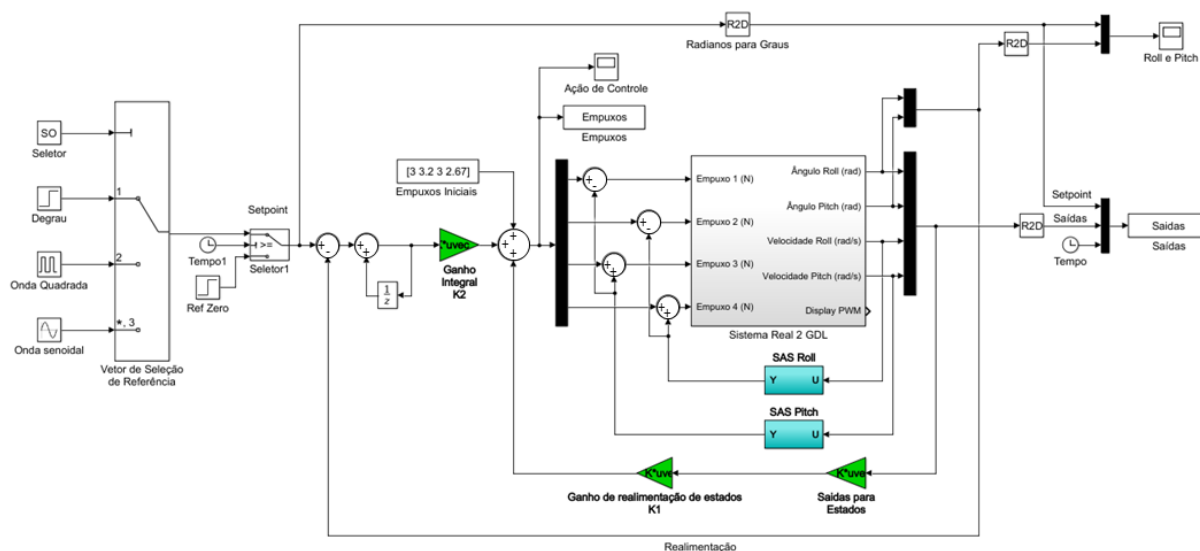 R2D
Radianos para Graus
R2D
Roll e Pitch
Ação de Controle
Empuxos
Empuxos
SO
Seletor
1
Degrau
2
Onda Quadrada
*, 3
Onda senoidal
Vetor de Seleção
de Referência
Setpoint
Tempo1
>=
Seletor1
Ref Zero
+
-
+
+
1
z
K*uvec
Ganho
Integral
K2
[3 3.2 3 2.67]
Empuxos Iniciais
+
+
+
+
-
+
-
+
+
+
+
Empuxo 1 (N)
Empuxo 2 (N)
Empuxo 3 (N)
Empuxo 4 (N)
Ângulo Roll (rad)
Ângulo Pitch (rad)
Velocidade Roll (rad/s)
Velocidade Pitch (rad/s)
Display PWM
Sistema Real 2 GDL
SAS Roll
Y U
SAS Pitch
Y U
K*uve
Ganho de realimentação de estados
K1
K*uve
Saídas para
Estados
Realimentação
Setpoint
R2D
Saídas
Tempo
Saidas
Saídas